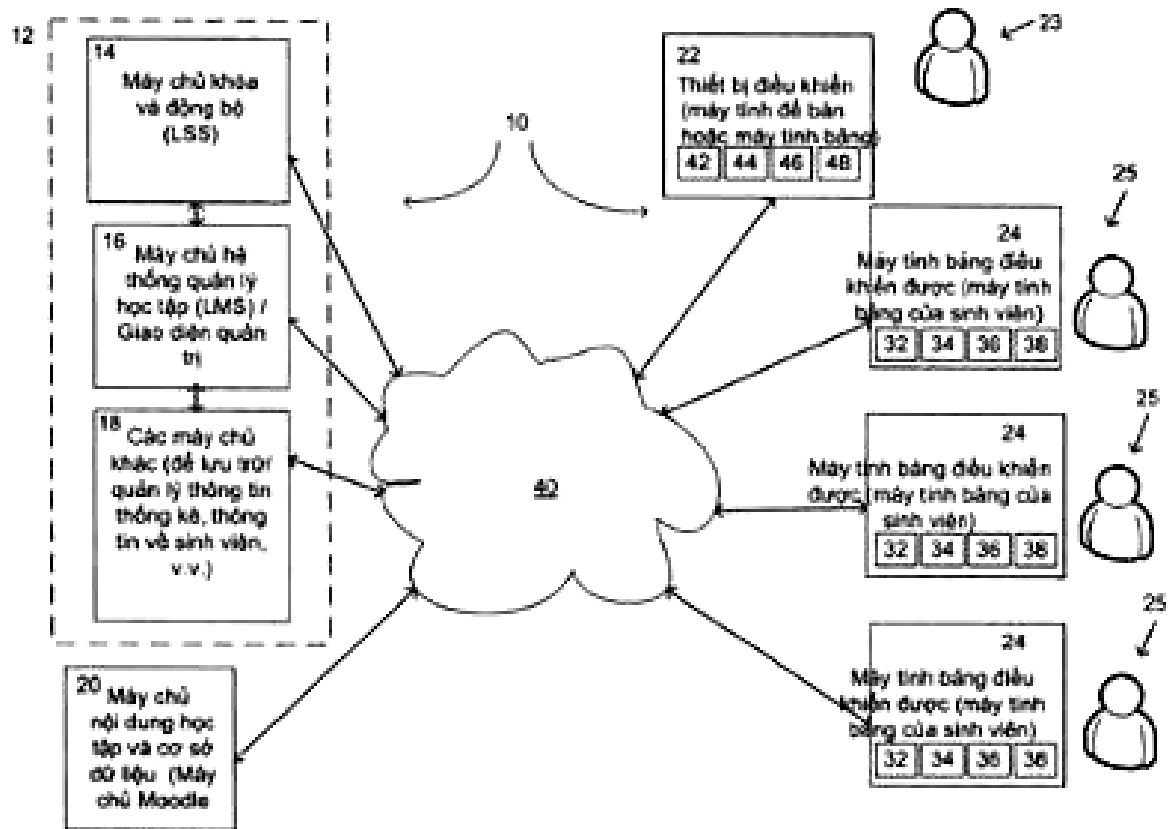 12
14
Máy chủ khóa
và động bộ
(LSS)
16
Máy chủ hệ
thống quản lý
học tập (LMS) /
Giao diện quản
trị
18
Các máy chủ
khác (để lưu trữ/
quản lý thông tin
thống kê, thông
tin về sinh viên,
v.v.)
20
Máy chủ
nội dung học
tập và cơ sở
dữ liệu (Máy
chủ Moodle
10
40
22
Thiết bị điều khiển
(máy tính để bàn
hoặc máy tính bảng)
42 44 46 48
23
25
24
Máy tính bảng điều
khiển được (máy tính
bảng của sinh viên)
32 34 36 38
25
24
Máy tính bảng điều khiển
được (máy tính bảng của
sinh viên)
32 34 36 38
25
24
Máy tính bảng điều
khiển được (máy tính
bảng của sinh viên)
32 34 36 38